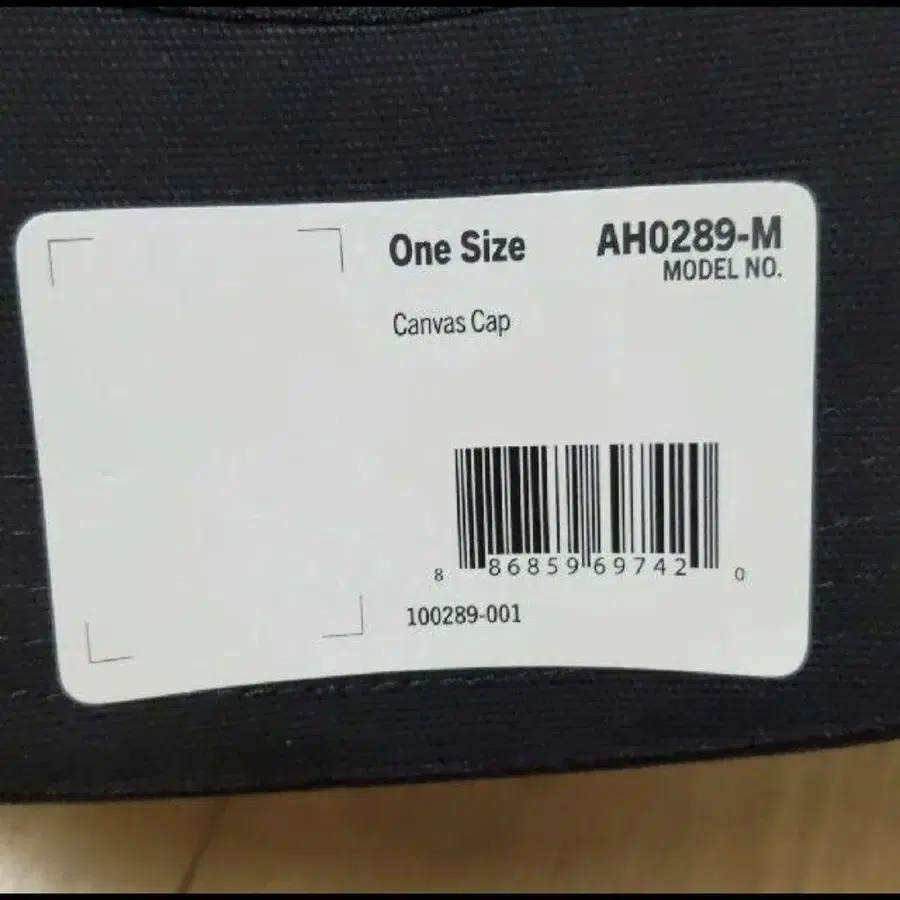 One Size
AH0289-M
MODEL NO.
Canvas Cap
8 86859 69742 0
100289-001